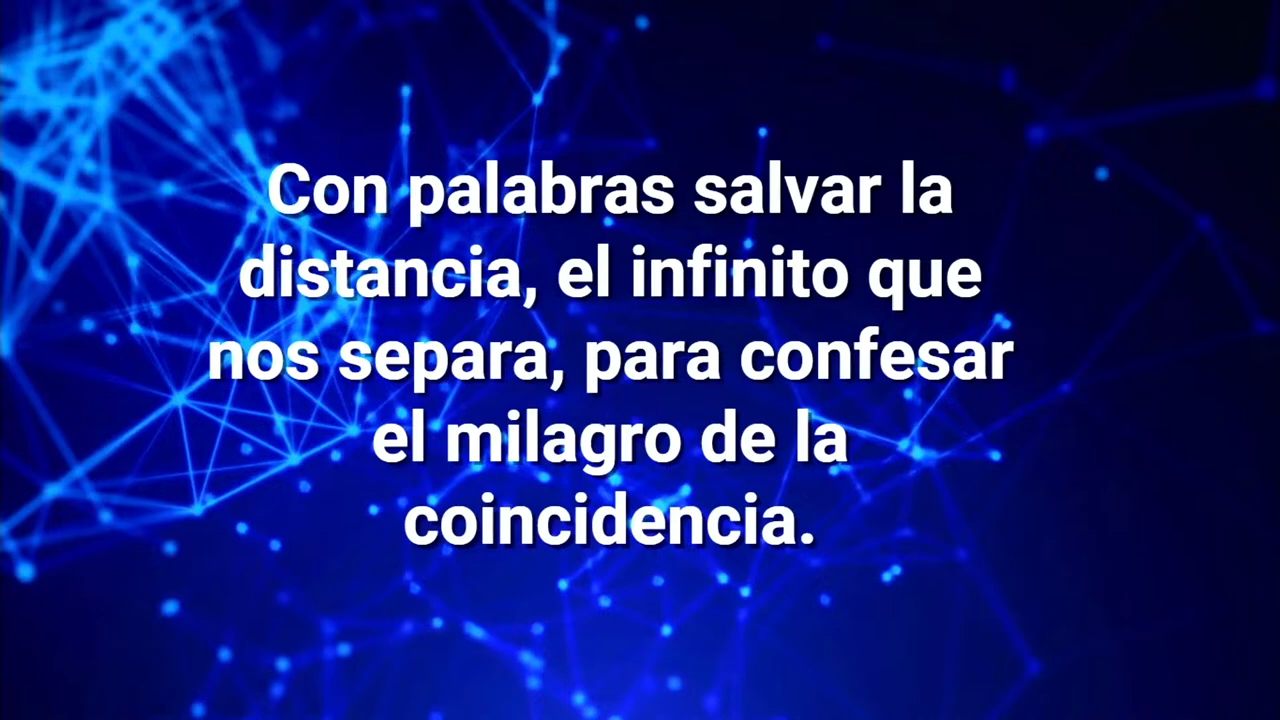 Con palabras salvar la
distancia, el infinito que
nos separa, para confesar
el milagro de la
coincidencia.